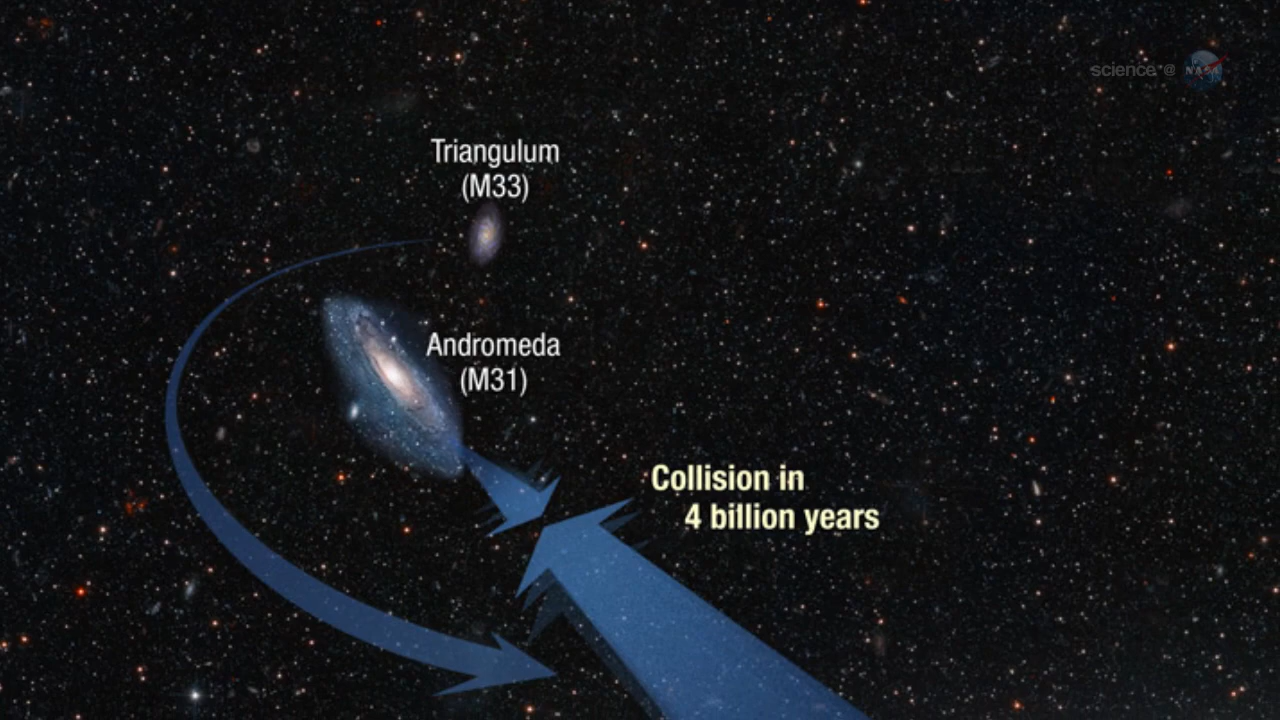 science @ NASA
Triangulum
(M33)
Andromeda
(M31)
Collision in
4 billion years